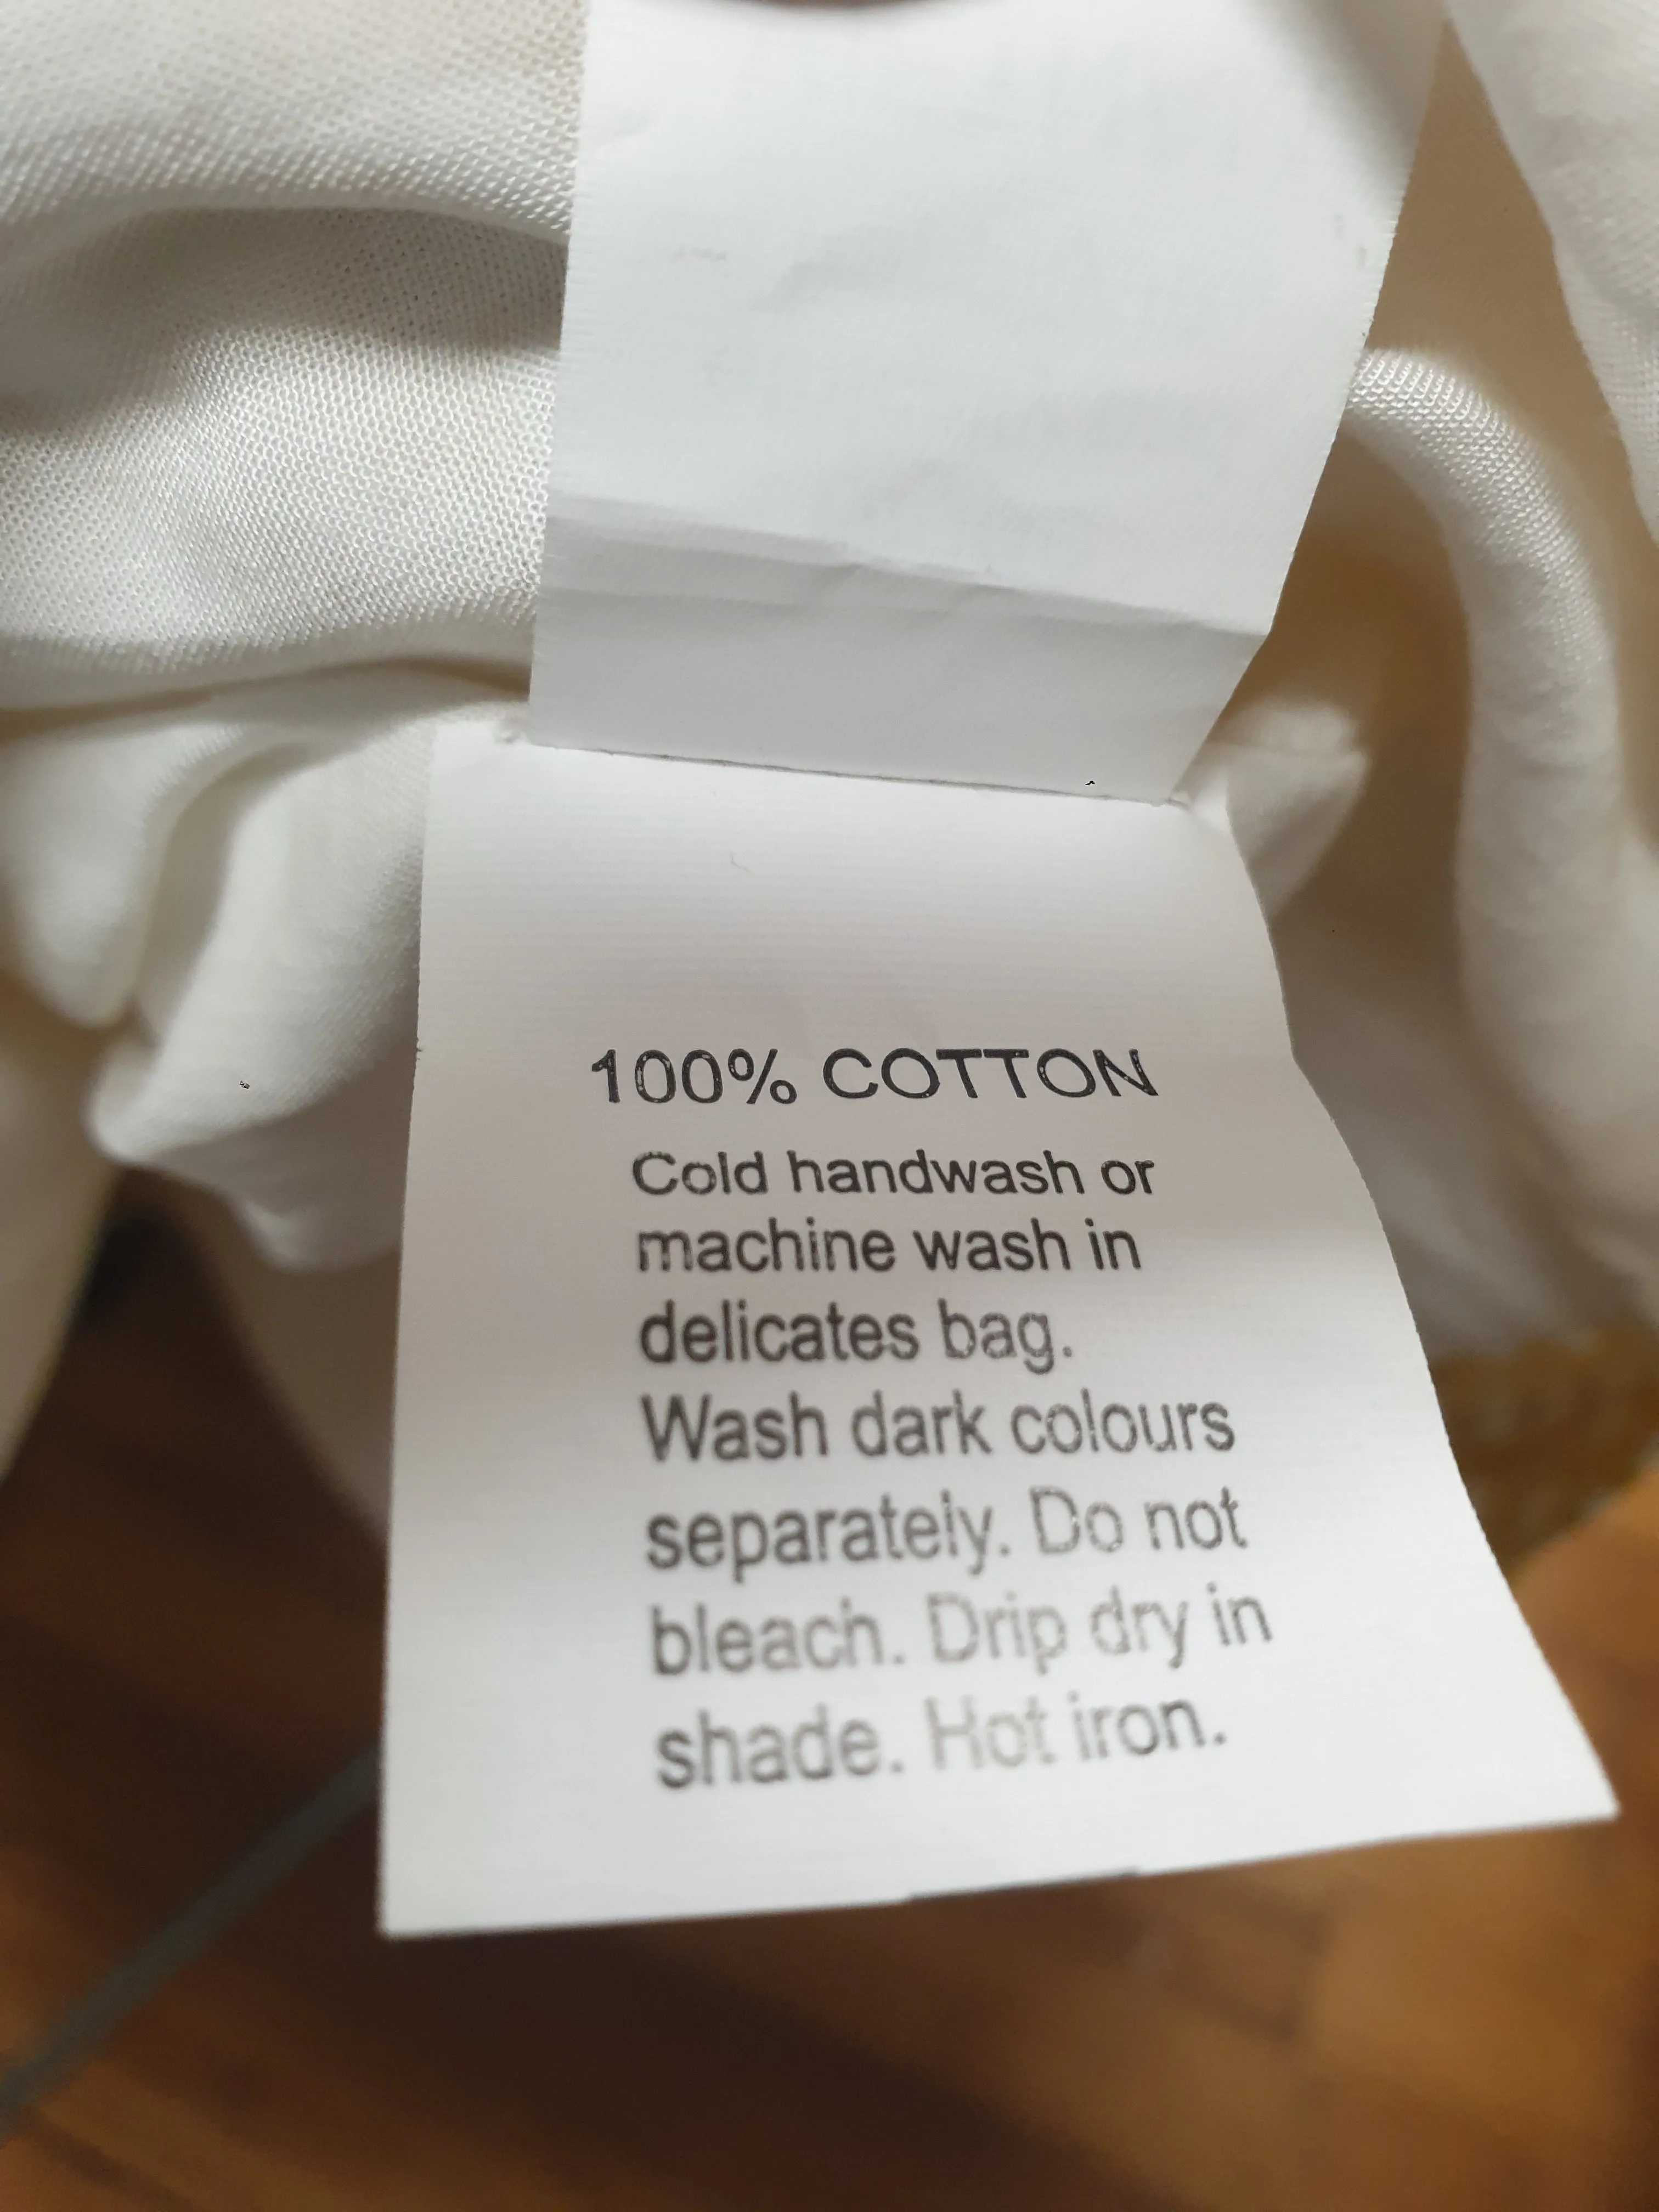 100% COTTON
Cold handwash or
machine wash in
delicates bag.
Wash dark colours
separately. Do not
bleach. Drip dry in
shade. Hot iron.